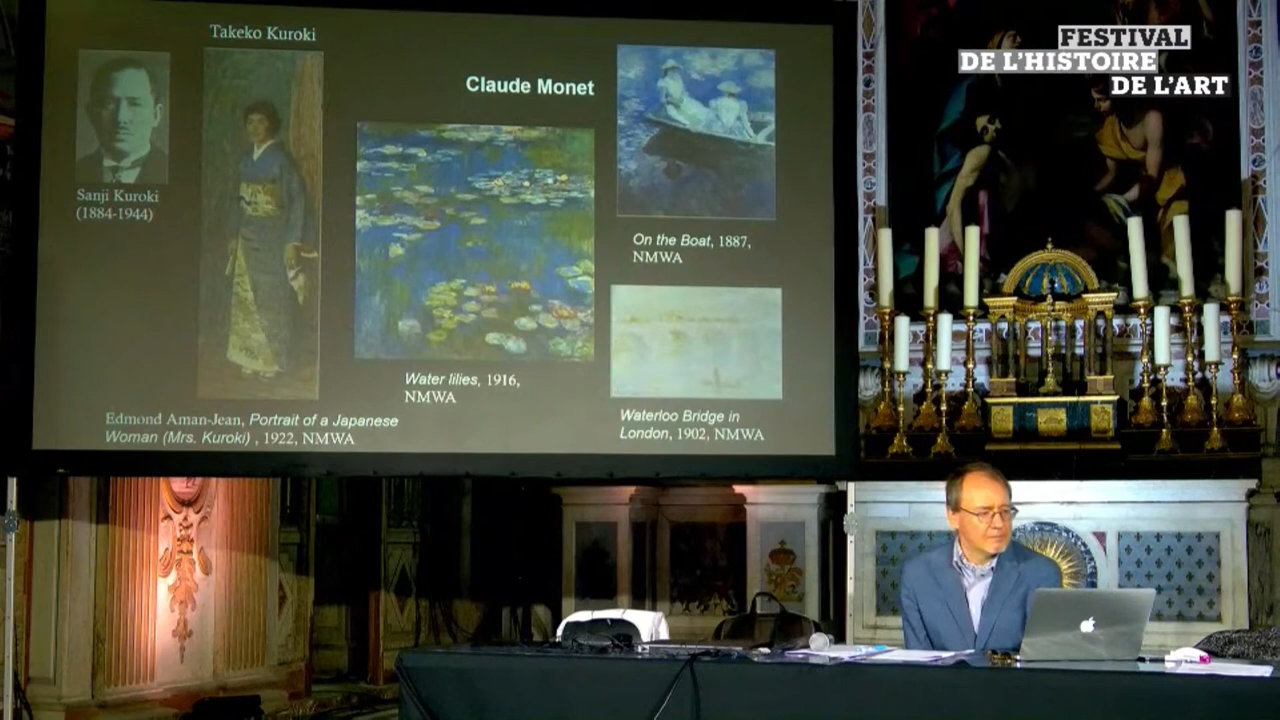 FESTIVAL
DE L'HISTOIRE
DE L'ART
Takeko Kuroki
Claude Monet
Sanji Kuroki
(1884-1944)
On the Boat, 1887,
NMWA
Water lilies, 1916,
NMWA
Edmond Aman-Jean, Portrait of a Japanese
Woman (Mrs. Kuroki) , 1922, NMWA
Waterloo Bridge in
London, 1902, NMWA